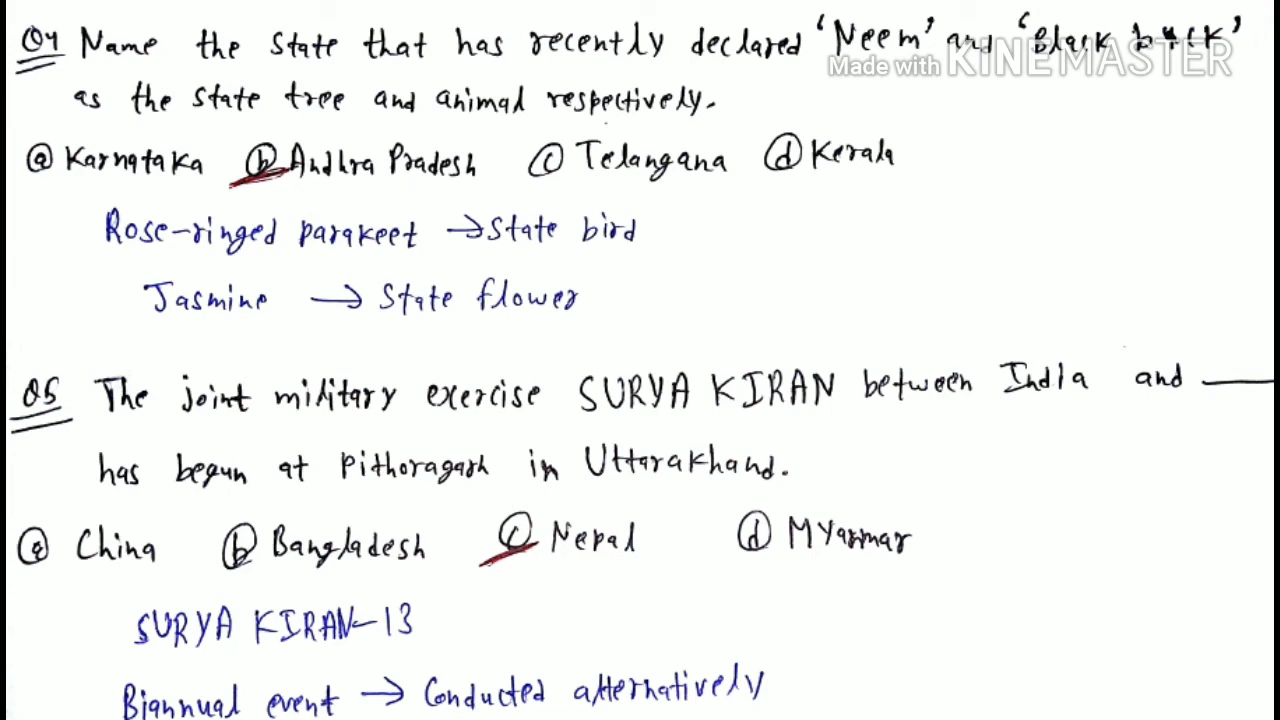 Q4 Name the state that has recently declared 'Neem' and 'Black buck'
Made with KINEMASTER
as the state tree and animal respectively.
(a) Karnataka (b) Andhra Pradesh (c) Telangana (d) Kerala
Rose-ringed parakeet → State bird
Jasmine → State flower
Q5 The joint military exercise SURYA KIRAN between India and ____
has begun at Pithoragarh in Uttarakhand.
(a) China (b) Bangladesh (c) Nepal (d) Myanmar
SURYA KIRAN-13
Biannual event → Conducted alternatively